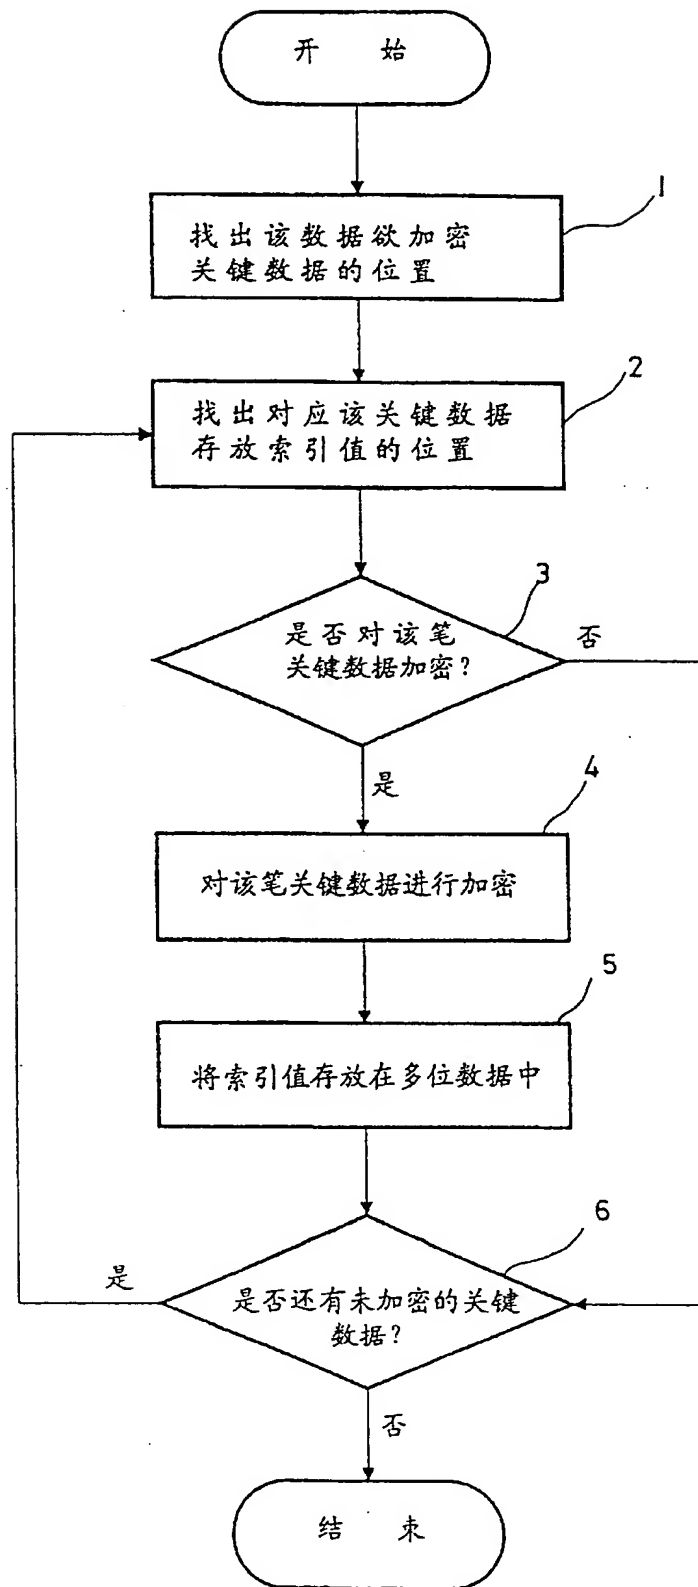 开 始
1
找出该数据欲加密
关键数据的位置
2
找出对应该关键数据
存放索引值的位置
3
是否对该笔
关键数据加密？
否
是
4
对该笔关键数据进行加密
5
将索引值存放在多位数据中
6
是
是否还有未加密的关键
数据？
否
结 束